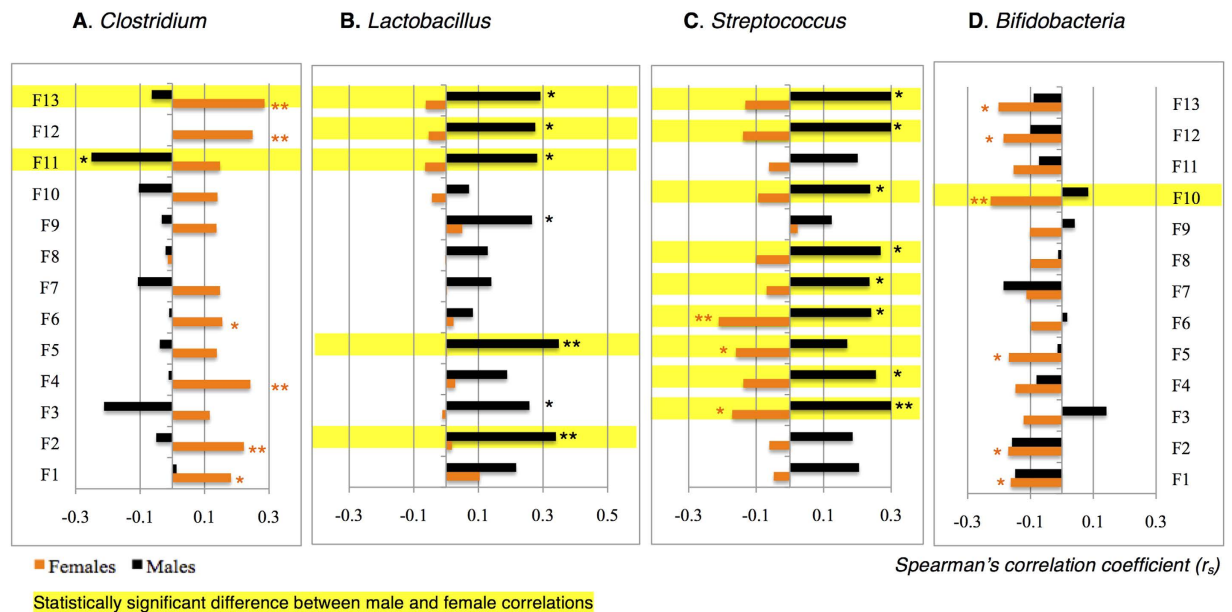 A. Clostridium B. Lactobacillus C. Streptococcus D. Bifidobacteria
F13 ** * * * F13
F12 ** * * * F12
F11 * * F11
F10 * ** F10
F9 * F9
F8 * F8
F7 * F7
F6 * ** * F6
F5 ** * * F5
F4 ** * F4
F3 * * ** F3
F2 ** ** * F2
F1 * * F1
-0.3 -0.1 0.1 0.3 -0.3 -0.1 0.1 0.3 0.5 -0.3 -0.1 0.1 0.3 -0.3 -0.1 0.1 0.3
Females Males
Spearman's correlation coefficient (rs)
Statistically significant difference between male and female correlations